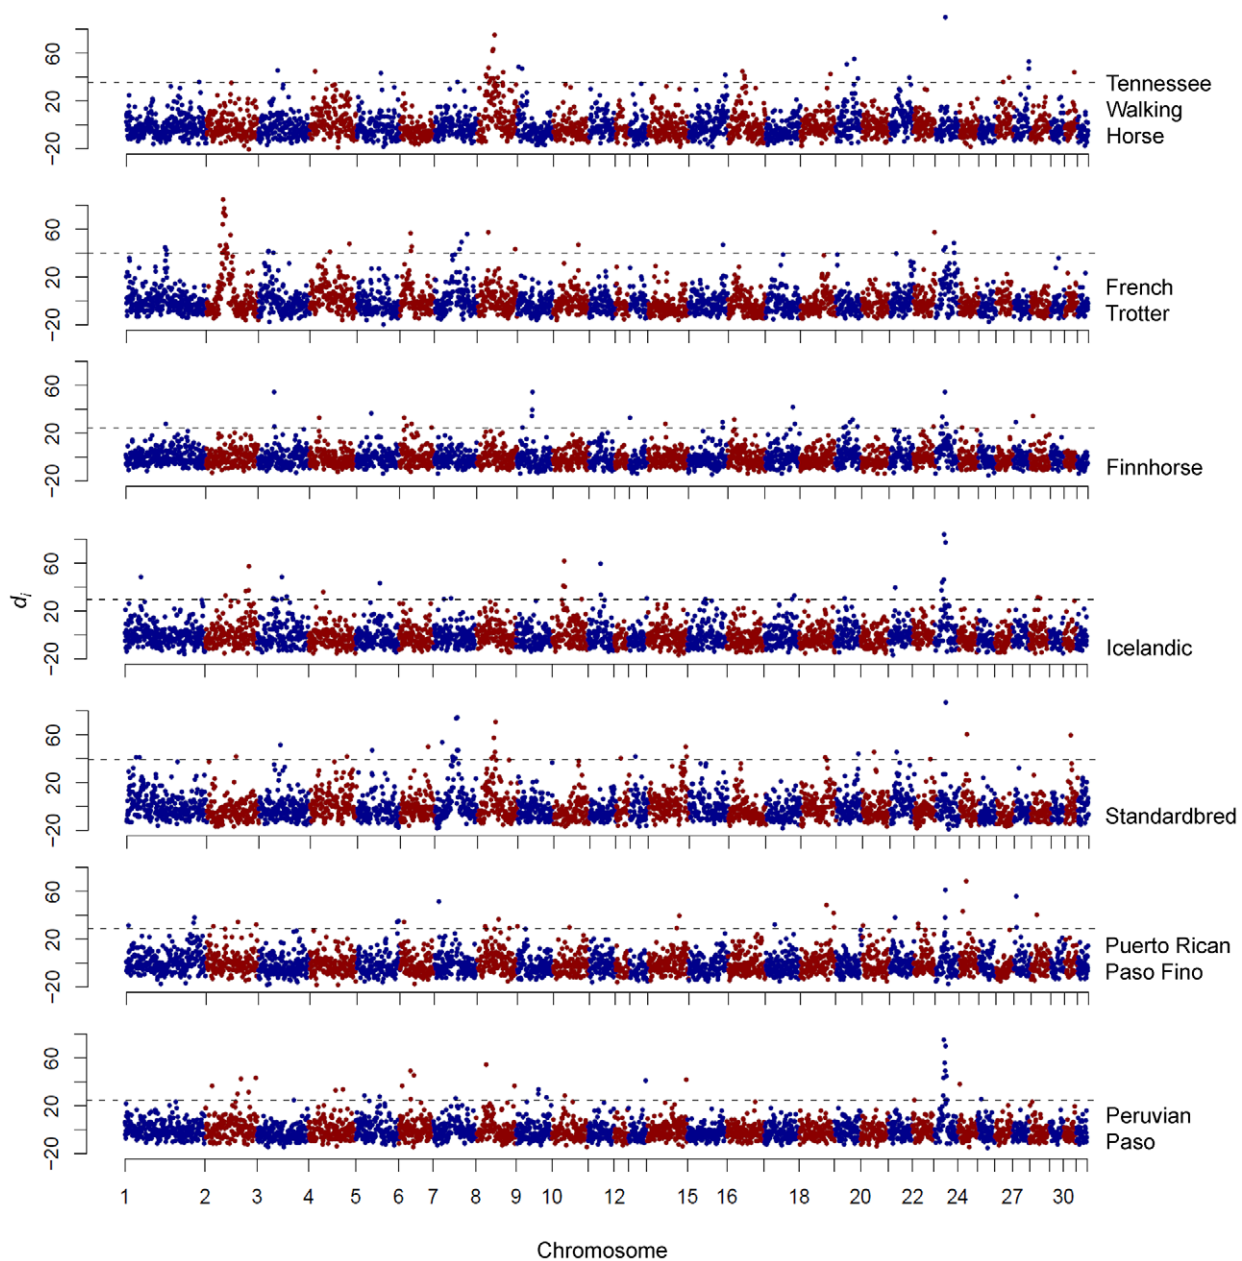 60
20
-20
Tennessee
Walking
Horse
60
20
-20
French
Trotter
60
20
-20
Finnhorse
60
20
-20
Icelandic
di
60
20
-20
Standardbred
60
20
-20
Puerto Rican
Paso Fino
60
20
-20
Peruvian
Paso
1 2 3 4 5 6 7 8 9 10 12 15 16 18 20 22 24 27 30
Chromosome